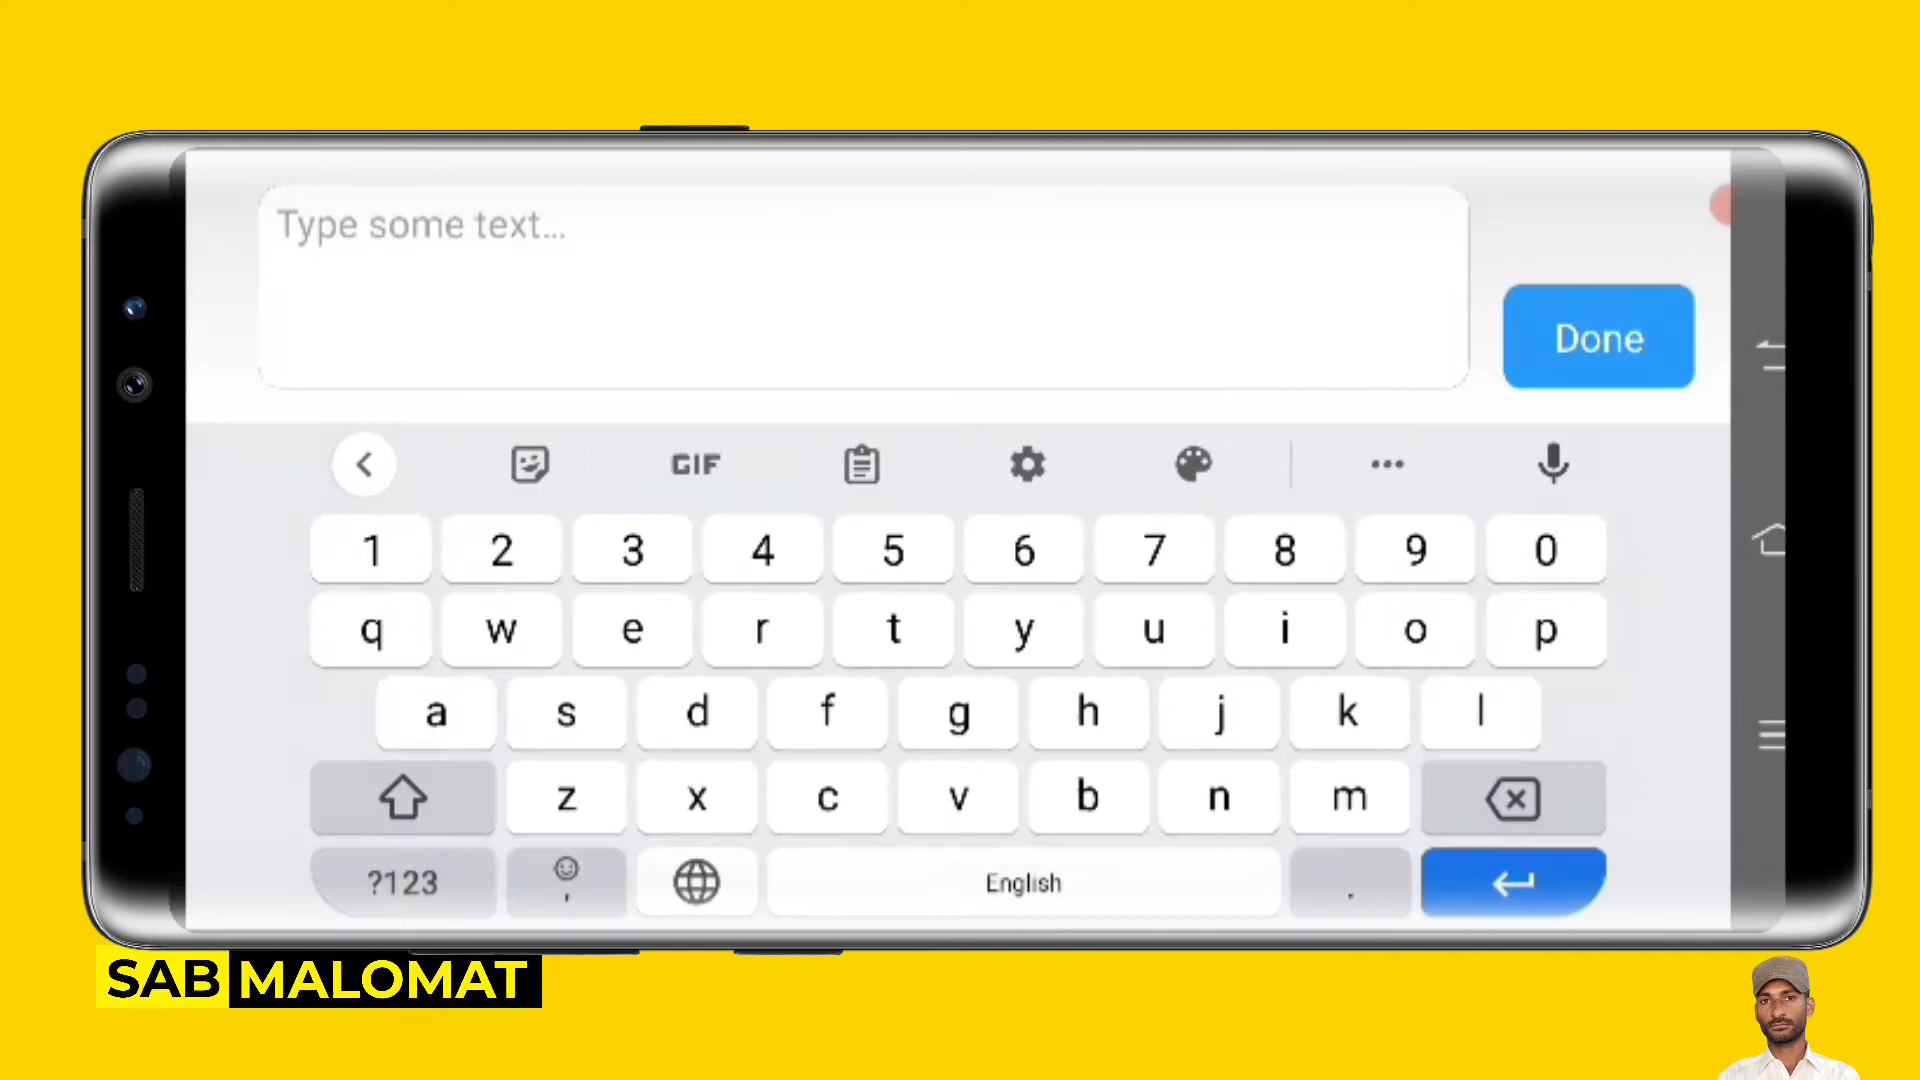 Type some text...
Done
GIF
1 2 3 4 5 6 7 8 9 0
q w e r t y u i o p
a s d f g h j k l
z x c v b n m
?123 , English .
SAB MALOMAT